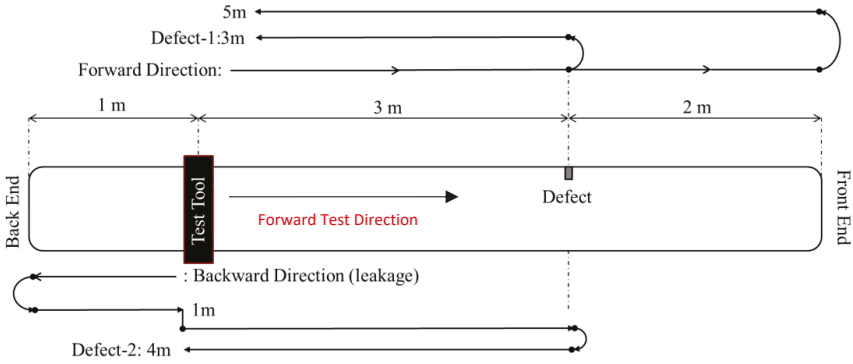 5m
Defect-1:3m
Forward Direction:
1 m
3 m
2 m
Back End
Test Tool
Forward Test Direction
Defect
Front End
: Backward Direction (leakage)
1m
Defect-2: 4m